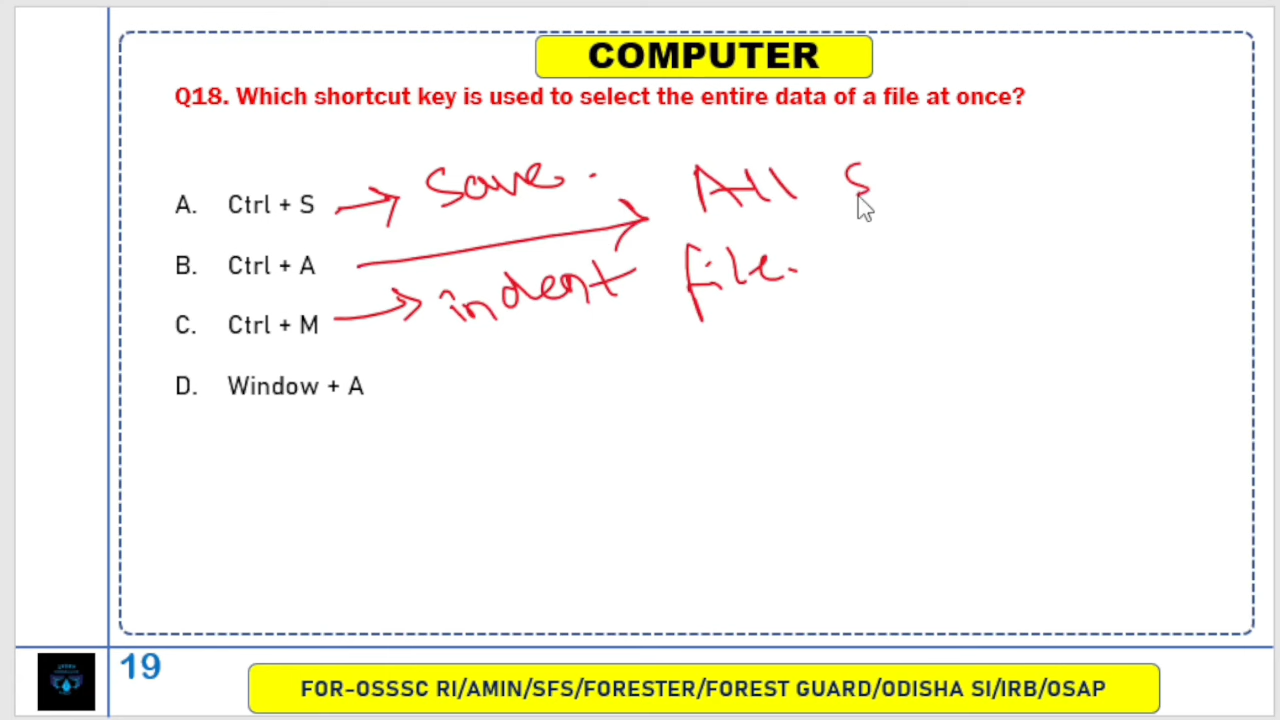 COMPUTER
Q18. Which shortcut key is used to select the entire data of a file at once?
Save. All S
A. Ctrl + S
B. Ctrl + A
indent file.
C. Ctrl + M
D. Window + A
19
FOR-OSSSC RI/AMIN/SFS/FORESTER/FOREST GUARD/ODISHA SI/IRB/OSAP